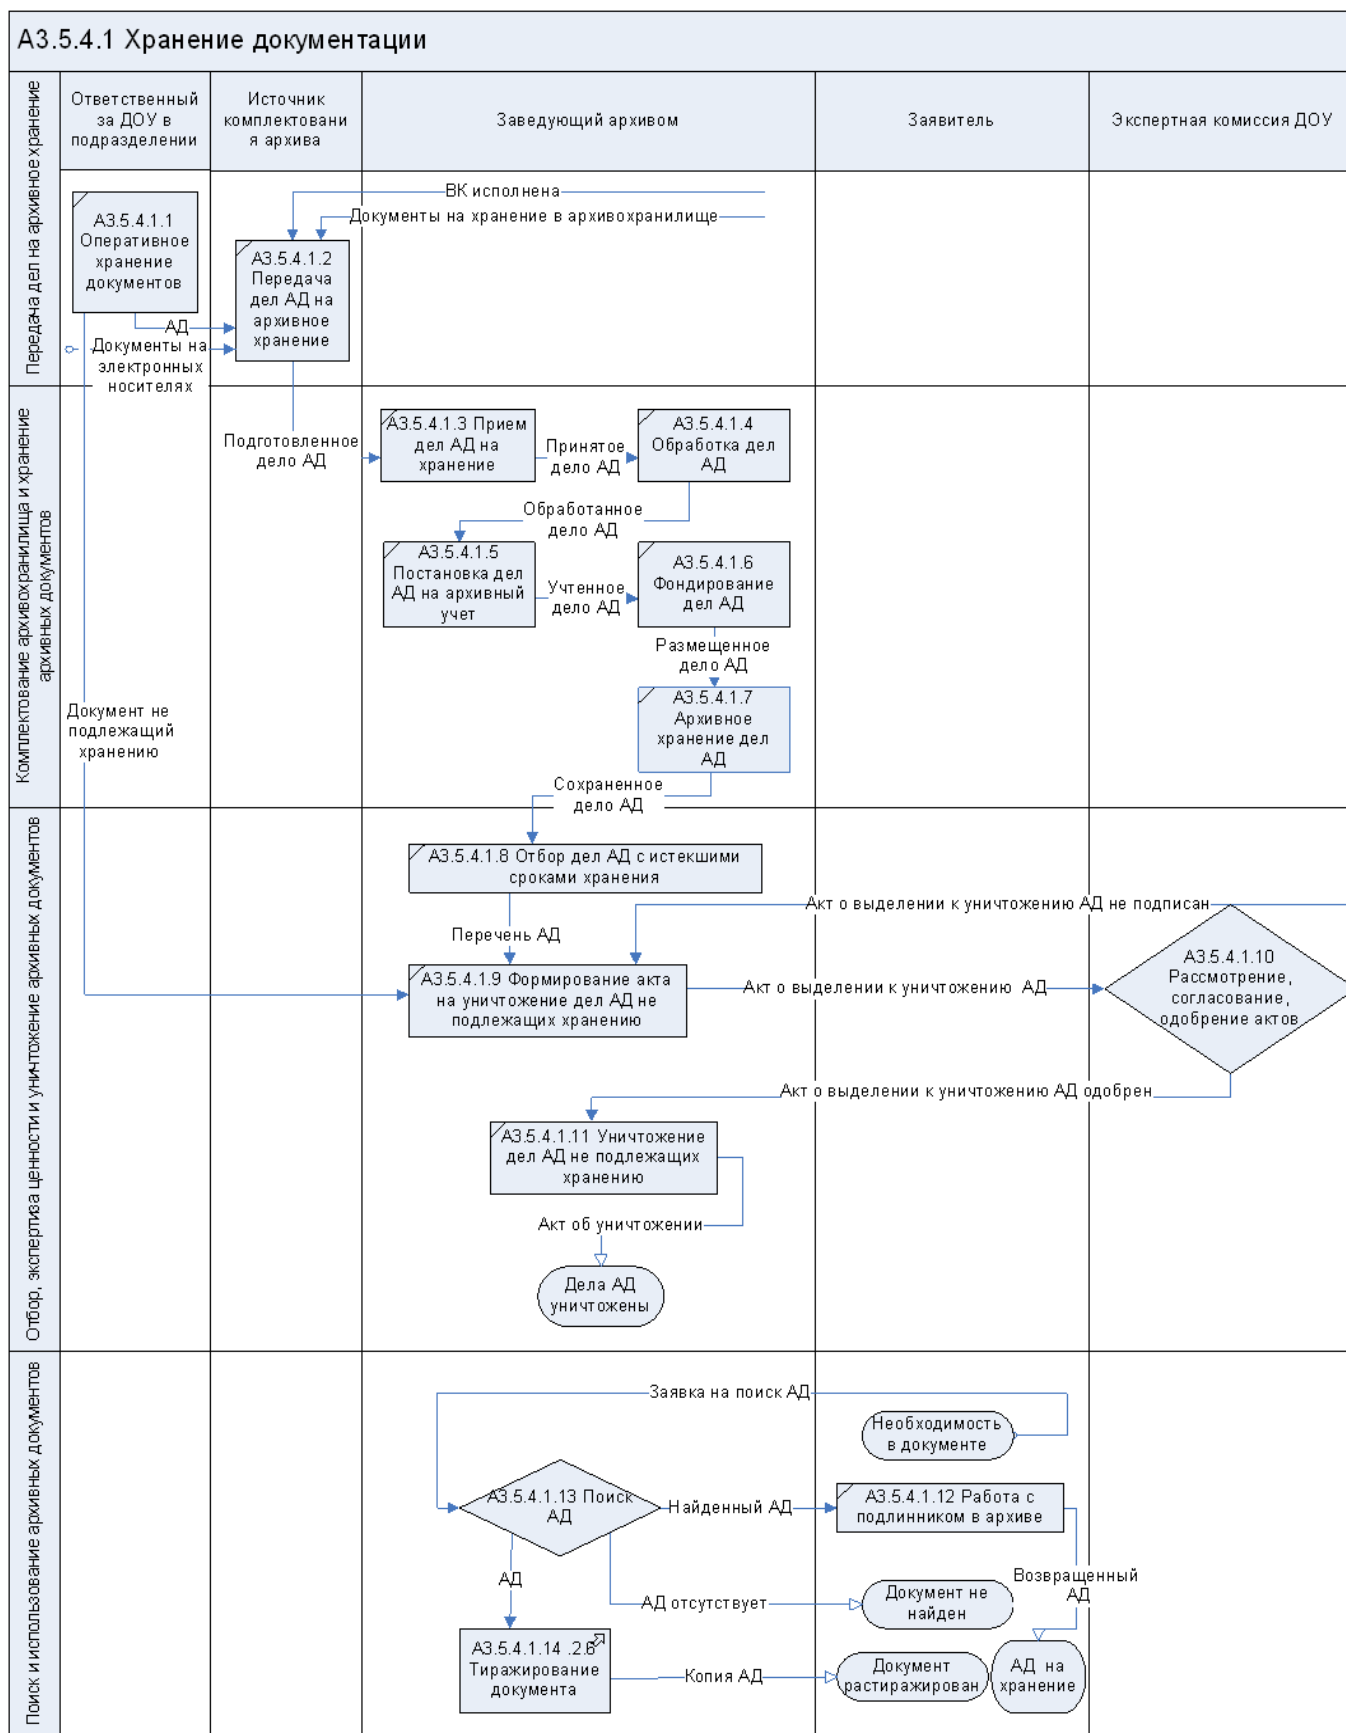 А3.5.4.1 Хранение документации
Передача дел на архивное хранение
Ответственный
за ДОУ в
подразделении
Источник
комплектовани
я архива
Заведующий архивом
Заявитель
Экспертная комиссия ДОУ
ВК исполнена
Документы на хранение в архивохранилище
А3.5.4.1.1
Оперативное
хранение
документов
А3.5.4.1.2
Передача
дел АД на
архивное
хранение
АД
Документы на
электронных
носителях
Комплектование архивохранилища и хранение
архивных документов
Подготовленное
дело АД
А3.5.4.1.3 Прием
дел АД на
хранение
Принятое
дело АД
А3.5.4.1.4
Обработка дел
АД
Обработанное
дело АД
А3.5.4.1.5
Постановка дел
АД на архивный
учет
Учтенное
дело АД
А3.5.4.1.6
Фондирование
дел АД
Размещенное
дело АД
А3.5.4.1.7
Архивное
хранение дел
АД
Документ не
подлежащий
хранению
Сохраненное
дело АД
Отбор, экспертиза ценности и уничтожение архивных документов
А3.5.4.1.8 Отбор дел АД с истекшими
сроками хранения
Акт о выделении к уничтожению АД не подписан
Перечень АД
А3.5.4.1.9 Формирование акта
на уничтожение дел АД не
подлежащих хранению
Акт о выделении к уничтожению АД
А3.5.4.1.10
Рассмотрение,
согласование,
одобрение актов
Акт о выделении к уничтожению АД одобрен
А3.5.4.1.11 Уничтожение
дел АД не подлежащих
хранению
Акт об уничтожении
Дела АД
уничтожены
Поиск и использование архивных документов
Заявка на поиск АД
Необходимость
в документе
А3.5.4.1.13 Поиск
АД
Найденный АД
А3.5.4.1.12 Работа с
подлинником в архиве
АД
АД отсутствует
Документ не
найден
Возвращенный
АД
А3.5.4.1.14 .2.6
Тиражирование
документа
Копия АД
Документ
растиражирован
АД на
хранение